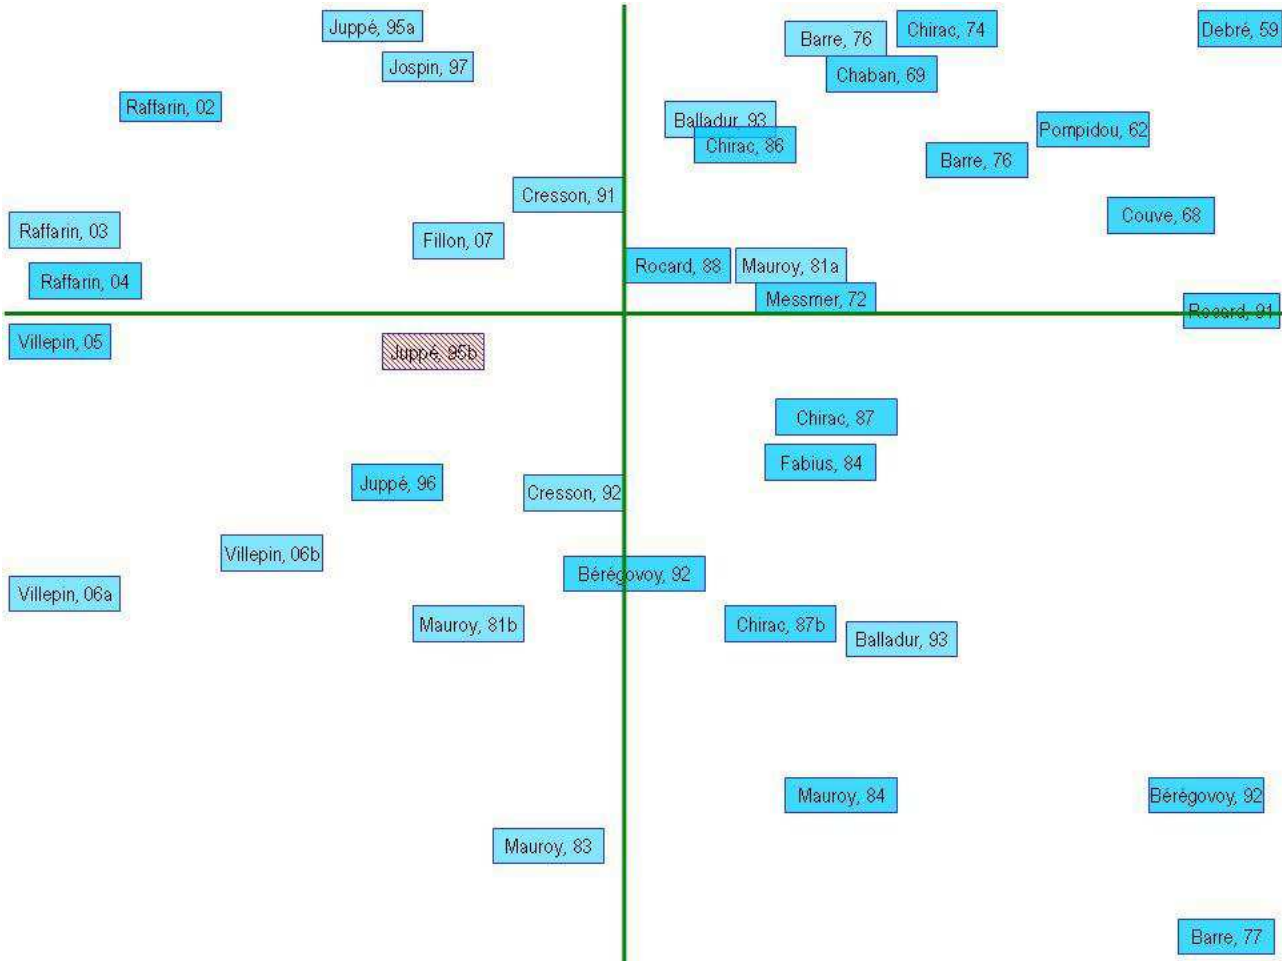 Juppé, 95a
Chirac, 74
Debré, 59
Barre, 76
Jospin, 97
Chaban, 69
Raffarin, 02
Balladur, 93
Pompidou, 62
Chirac, 86
Barre, 76
Cresson, 91
Couve, 68
Raffarin, 03
Fillon, 07
Rocard, 88
Mauroy, 81a
Raffarin, 04
Messmer, 72
Rocard, 91
Villepin, 05
Juppé, 95b
Chirac, 87
Fabius, 84
Juppé, 96
Cresson, 92
Villepin, 06b
Bérégovoy, 92
Villepin, 06a
Mauroy, 81b
Chirac, 87b
Balladur, 93
Mauroy, 84
Bérégovoy, 92
Mauroy, 83
Barre, 77